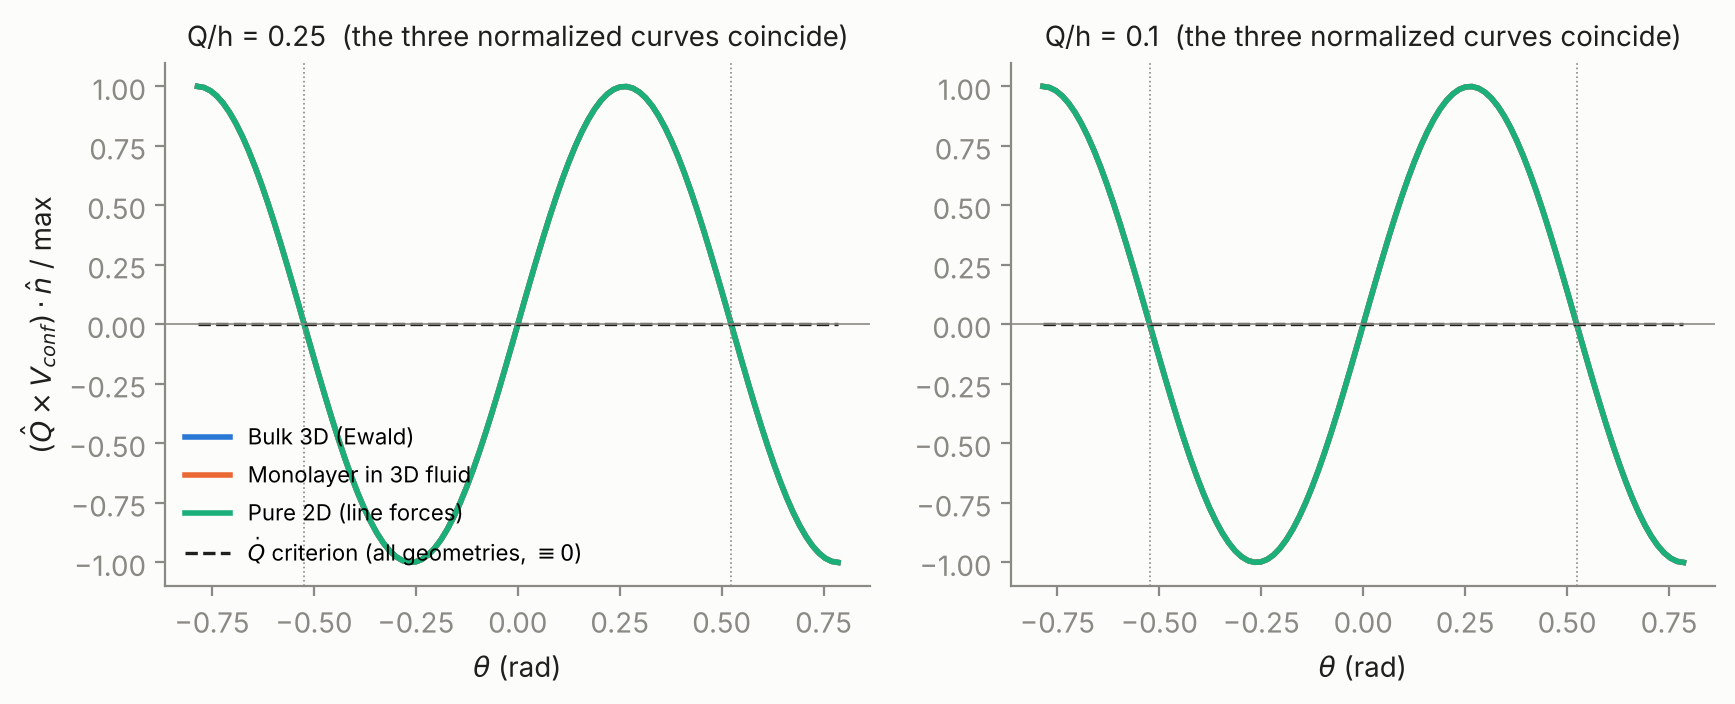 Q/h = 0.25 (the three normalized curves coincide)
1.00
0.75
0.50
0.25
0.00
−0.25
−0.50
−0.75
−1.00
(Q̂ × V_conf) · n̂ / max
Bulk 3D (Ewald)
Monolayer in 3D fluid
Pure 2D (line forces)
Q̇ criterion (all geometries, ≡ 0)
−0.75 −0.50 −0.25 0.00 0.25 0.50 0.75
θ (rad)
Q/h = 0.1 (the three normalized curves coincide)
1.00
0.75
0.50
0.25
0.00
−0.25
−0.50
−0.75
−1.00
−0.75 −0.50 −0.25 0.00 0.25 0.50 0.75
θ (rad)